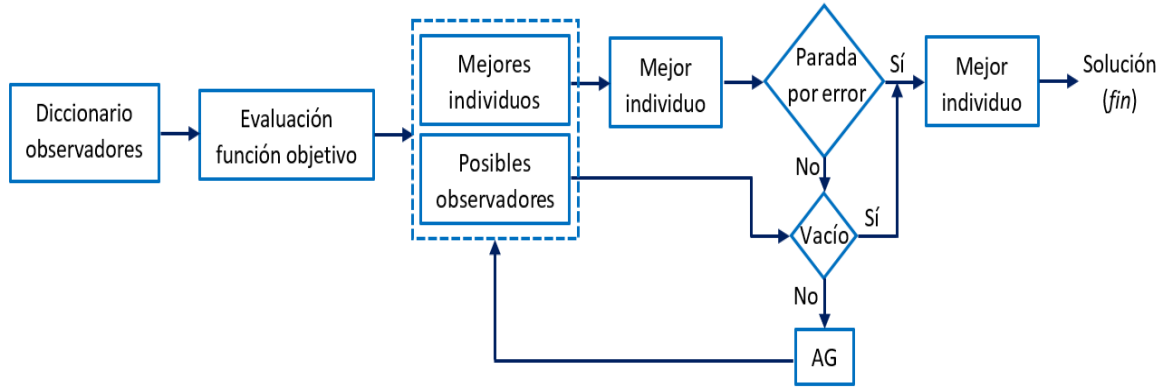 Diccionario
observadores
Evaluación
función objetivo
Mejores
individuos
Posibles
observadores
Mejor
individuo
Parada
por error
Sí
No
Vacío
Sí
No
AG
Mejor
individuo
Solución
(fin)